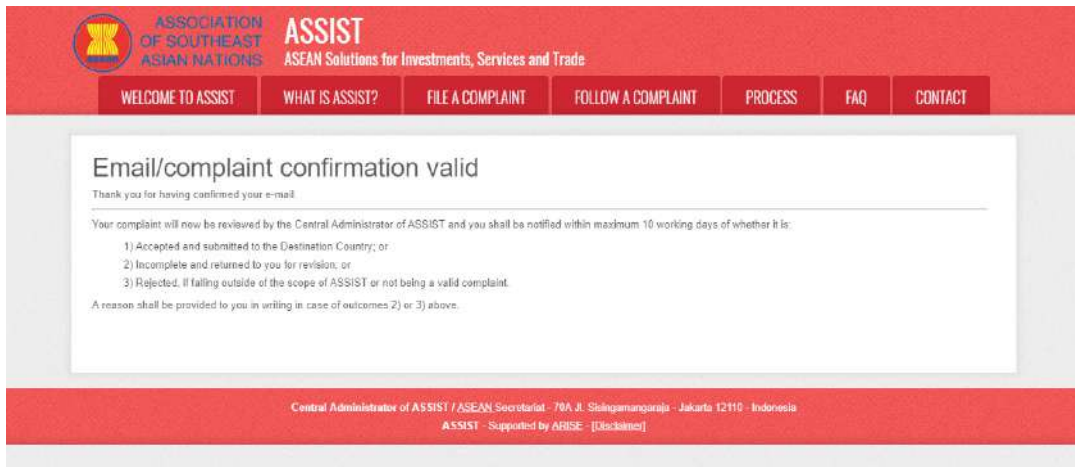 ASSOCIATION
OF SOUTHEAST
ASIAN NATIONS
ASSIST
ASEAN Solutions for Investments, Services and Trade
WELCOME TO ASSIST WHAT IS ASSIST? FILE A COMPLAINT FOLLOW A COMPLAINT PROCESS FAQ CONTACT
Email/complaint confirmation valid
Thank you for having confirmed your e-mail
Your complaint will now be reviewed by the Central Administrator of ASSIST and you shall be notified within maximum 10 working days of whether it is:
1) Accepted and submitted to the Destination Country; or
2) Incomplete and returned to you for revision; or
3) Rejected, if falling outside of the scope of ASSIST or not being a valid complaint.
A reason shall be provided to you in writing in case of outcomes 2) or 3) above.
Central Administrator of ASSIST / ASEAN Secretariat - 70A Jl. Sisingamangaraja - Jakarta 12110 - Indonesia
ASSIST - Supported by ARISE - [Disclaimer]